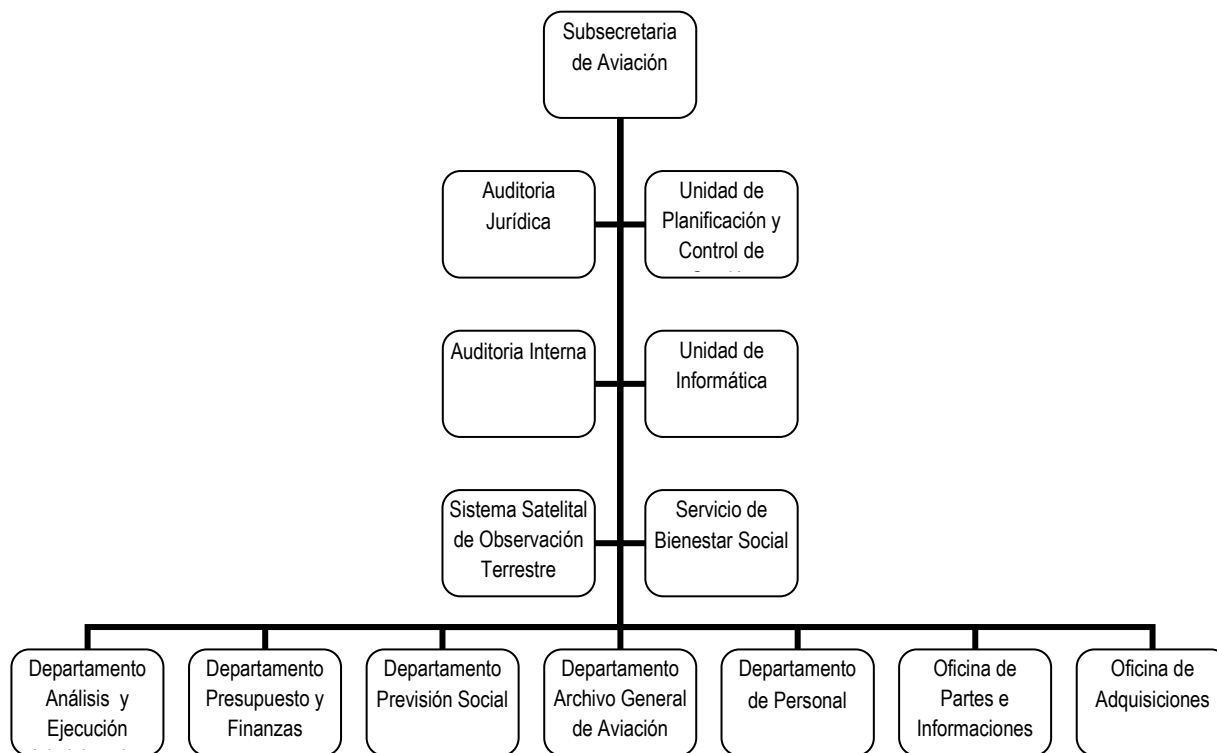 Subsecretaria
de Aviación
Auditoria
Jurídica
Unidad de
Planificación y
Control de
Auditoria Interna
Unidad de
Informática
Sistema Satelital
de Observación
Terrestre
Servicio de
Bienestar Social
Departamento
Análisis y
Ejecución
Departamento
Presupuesto y
Finanzas
Departamento
Previsión Social
Departamento
Archivo General
de Aviación
Departamento
de Personal
Oficina de
Partes e
Informaciones
Oficina de
Adquisiciones